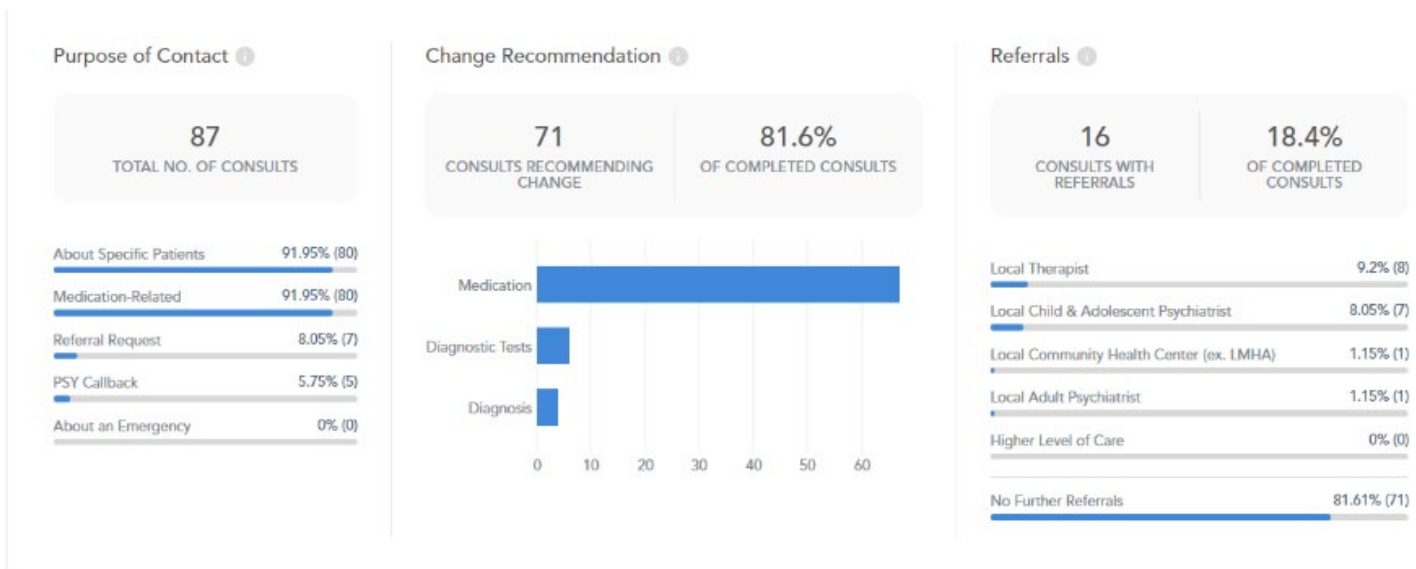 Purpose of Contact
87
TOTAL NO. OF CONSULTS
About Specific Patients 91.95% (80)
Medication-Related 91.95% (80)
Referral Request 8.05% (7)
PSY Callback 5.75% (5)
About an Emergency 0% (0)
Change Recommendation
71
CONSULTS RECOMMENDING
CHANGE
81.6%
OF COMPLETED CONSULTS
Medication
Diagnostic Tests
Diagnosis
0 10 20 30 40 50 60
Referrals
16
CONSULTS WITH
REFERRALS
18.4%
OF COMPLETED
CONSULTS
Local Therapist 9.2% (8)
Local Child & Adolescent Psychiatrist 8.05% (7)
Local Community Health Center (ex. LMHA) 1.15% (1)
Local Adult Psychiatrist 1.15% (1)
Higher Level of Care 0% (0)
No Further Referrals 81.61% (71)